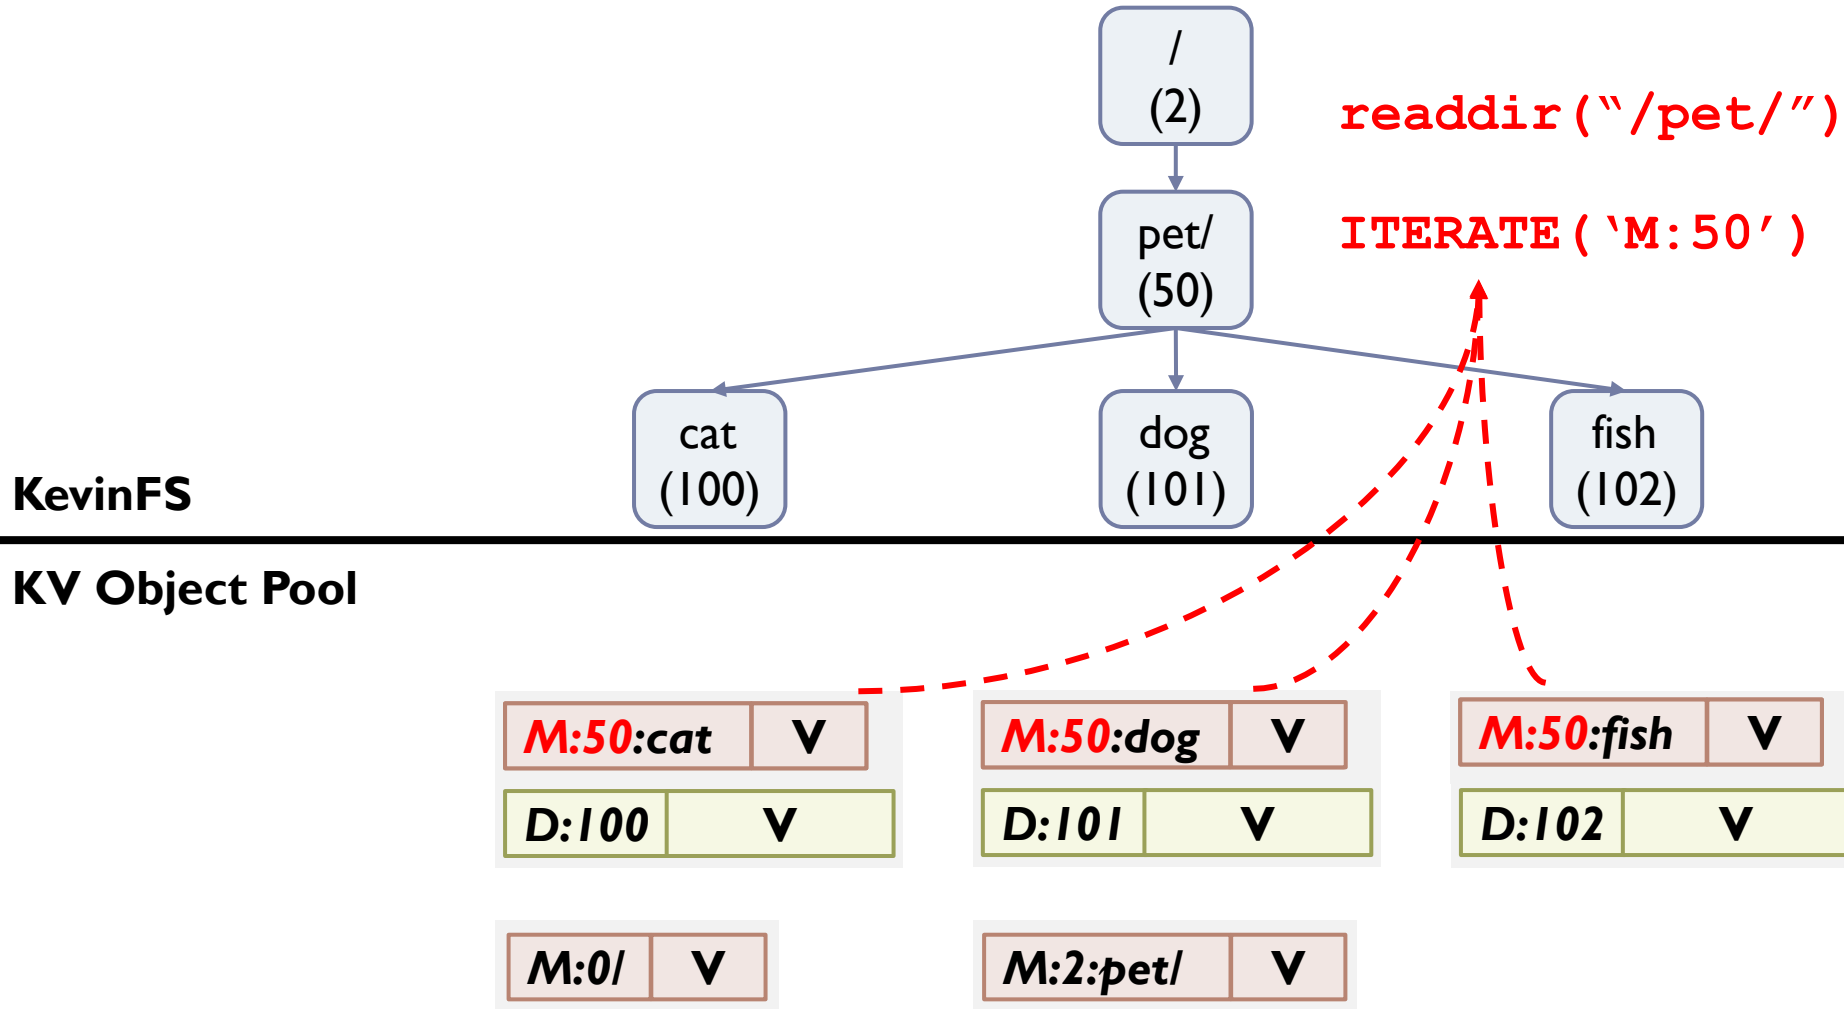 /
(2)
readdir(“/pet/”)
pet/
(50)
ITERATE(‘M:50’)
cat
(100)
dog
(101)
fish
(102)
KevinFS
KV Object Pool
M:50:cat V
M:50:dog V
M:50:fish V
D:100 V
D:101 V
D:102 V
M:0/ V
M:2:pet/ V